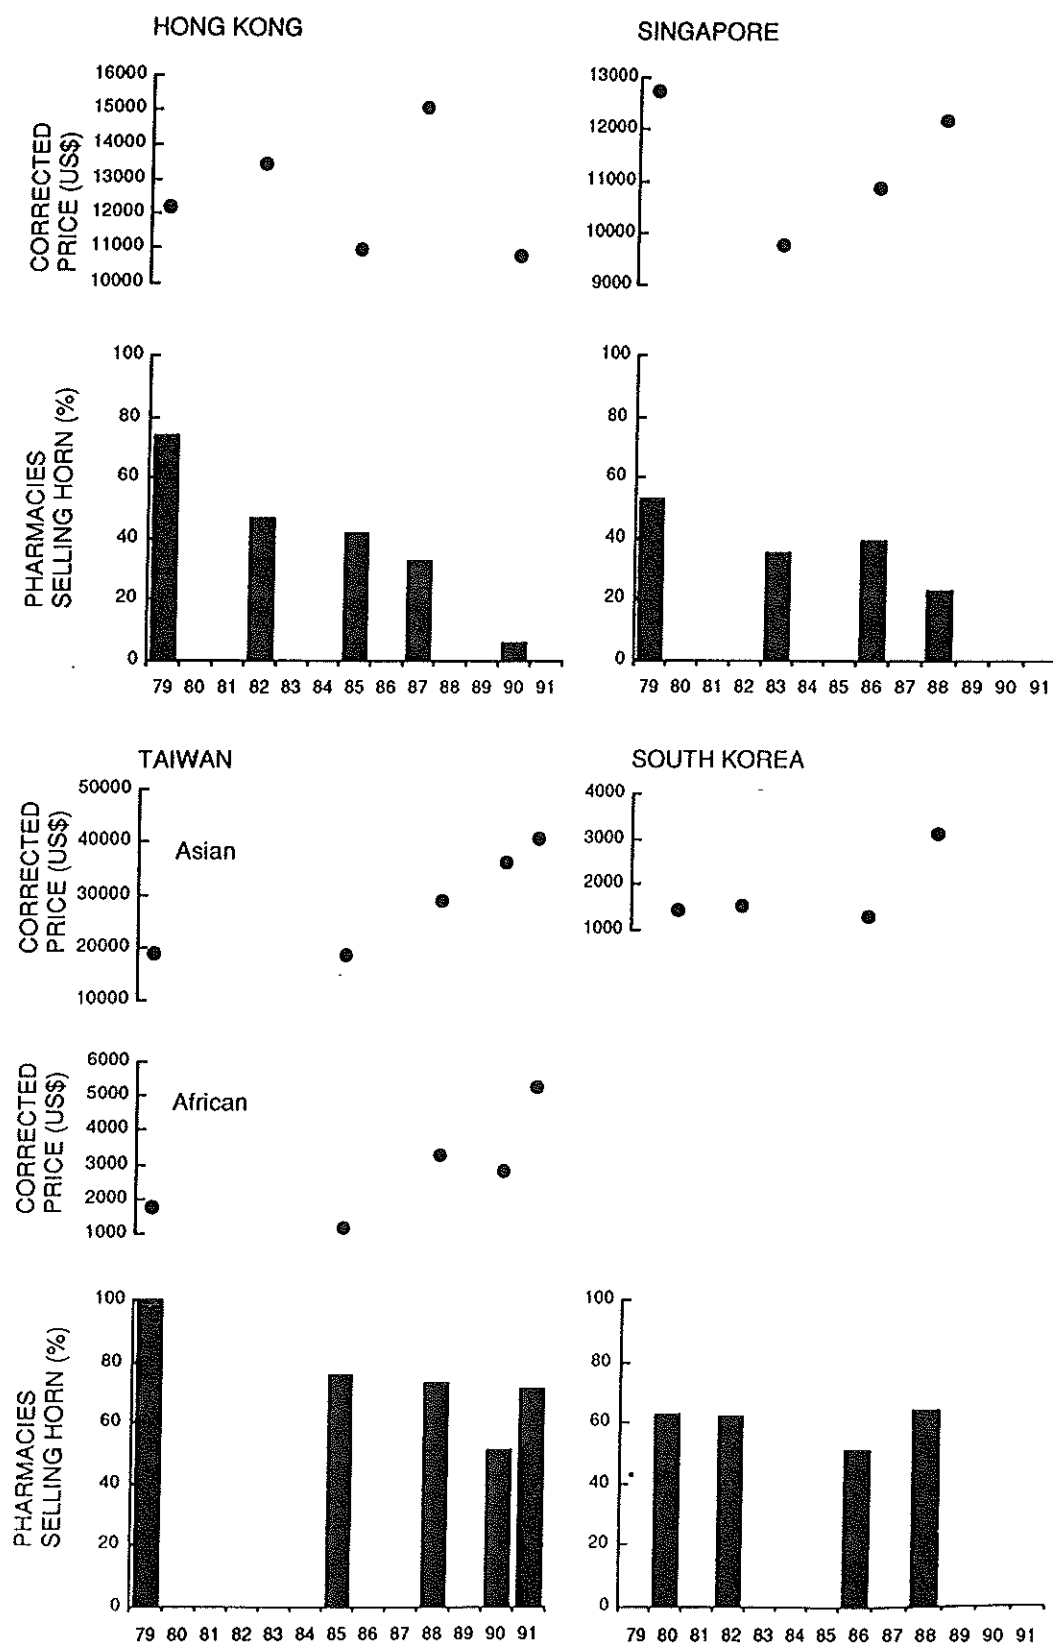 HONG KONG
SINGAPORE
CORRECTED
PRICE (US$)
16000
15000
14000
13000
12000
11000
10000
13000
12000
11000
10000
9000
PHARMACIES
SELLING HORN (%)
100
80
60
40
20
0
100
80
60
40
20
0
79 80 81 82 83 84 85 86 87 88 89 90 91
79 80 81 82 83 84 85 86 87 88 89 90 91
TAIWAN
SOUTH KOREA
CORRECTED
PRICE (US$)
50000
40000
30000
20000
10000
Asian
4000
3000
2000
1000
CORRECTED
PRICE (US$)
6000
5000
4000
3000
2000
1000
African
PHARMACIES
SELLING HORN (%)
100
80
60
40
20
0
100
80
60
40
20
0
79 80 81 82 83 84 85 86 87 88 89 90 91
79 80 81 82 83 84 85 86 87 88 89 90 91